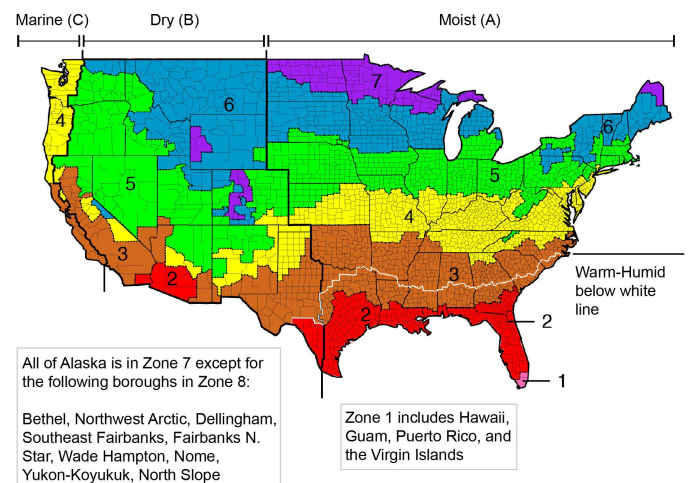 Marine (C)
Dry (B)
Moist (A)
7
6
6
4
5
5
4
3
3
2
2
Warm-Humid
below white
line
2
1
All of Alaska is in Zone 7 except for
the following boroughs in Zone 8:
Bethel, Northwest Arctic, Dellingham,
Southeast Fairbanks, Fairbanks N.
Star, Wade Hampton, Nome,
Yukon-Koyukuk, North Slope
Zone 1 includes Hawaii,
Guam, Puerto Rico, and
the Virgin Islands